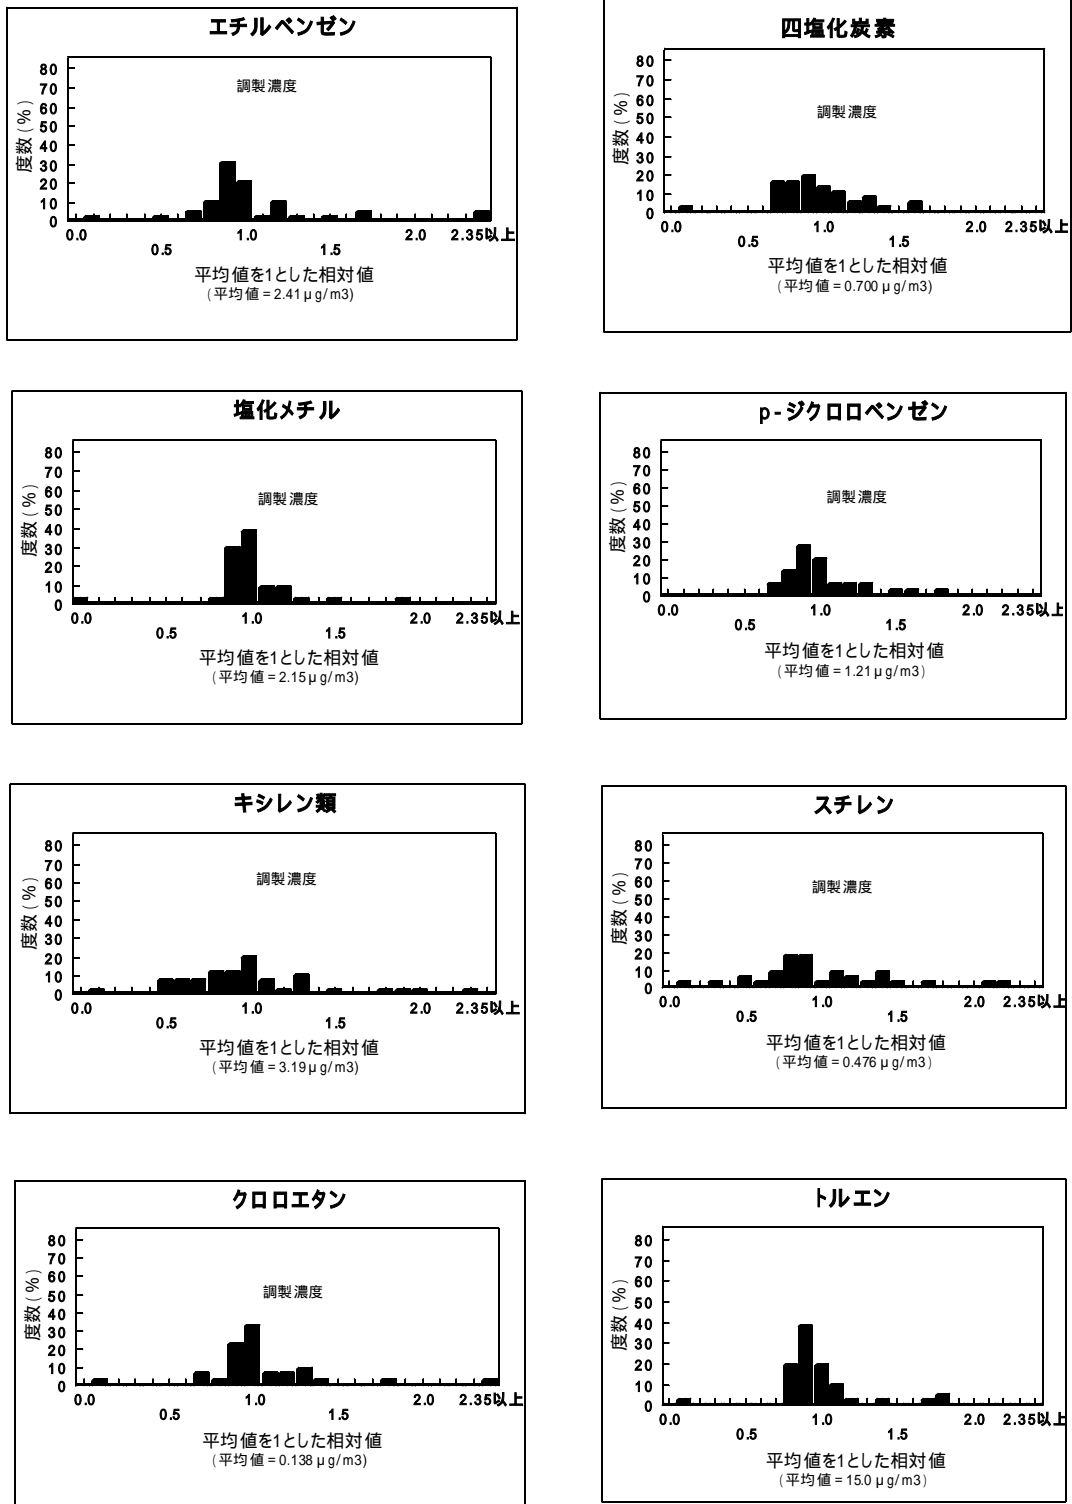 エチルベンゼン
調製濃度
度数(%)
80
70
60
50
40
30
20
10
0
0.0 1.0 2.0 2.35以上
0.5 1.5
平均値を1とした相対値
(平均値=2.41μg/m3)
四塩化炭素
調製濃度
度数(%)
80
70
60
50
40
30
20
10
0
0.0 1.0 2.0 2.35以上
0.5 1.5
平均値を1とした相対値
(平均値=0.700μg/m3)
塩化メチル
調製濃度
度数(%)
80
70
60
50
40
30
20
10
0
0.0 1.0 2.0 2.35以上
0.5 1.5
平均値を1とした相対値
(平均値=2.15μg/m3)
p-ジクロロベンゼン
調製濃度
度数(%)
80
70
60
50
40
30
20
10
0
0.0 1.0 2.0 2.35以上
0.5 1.5
平均値を1とした相対値
(平均値=1.21μg/m3)
キシレン類
調製濃度
度数(%)
80
70
60
50
40
30
20
10
0
0.0 1.0 2.0 2.35以上
0.5 1.5
平均値を1とした相対値
(平均値=3.19μg/m3)
スチレン
調製濃度
度数(%)
80
70
60
50
40
30
20
10
0
0.0 1.0 2.0 2.35以上
0.5 1.5
平均値を1とした相対値
(平均値=0.476μg/m3)
クロロエタン
調製濃度
度数(%)
80
70
60
50
40
30
20
10
0
0.0 1.0 2.0 2.35以上
0.5 1.5
平均値を1とした相対値
(平均値=0.138μg/m3)
トルエン
度数(%)
80
70
60
50
40
30
20
10
0
0.0 1.0 2.0 2.35以上
0.5 1.5
平均値を1とした相対値
(平均値=15.0μg/m3)